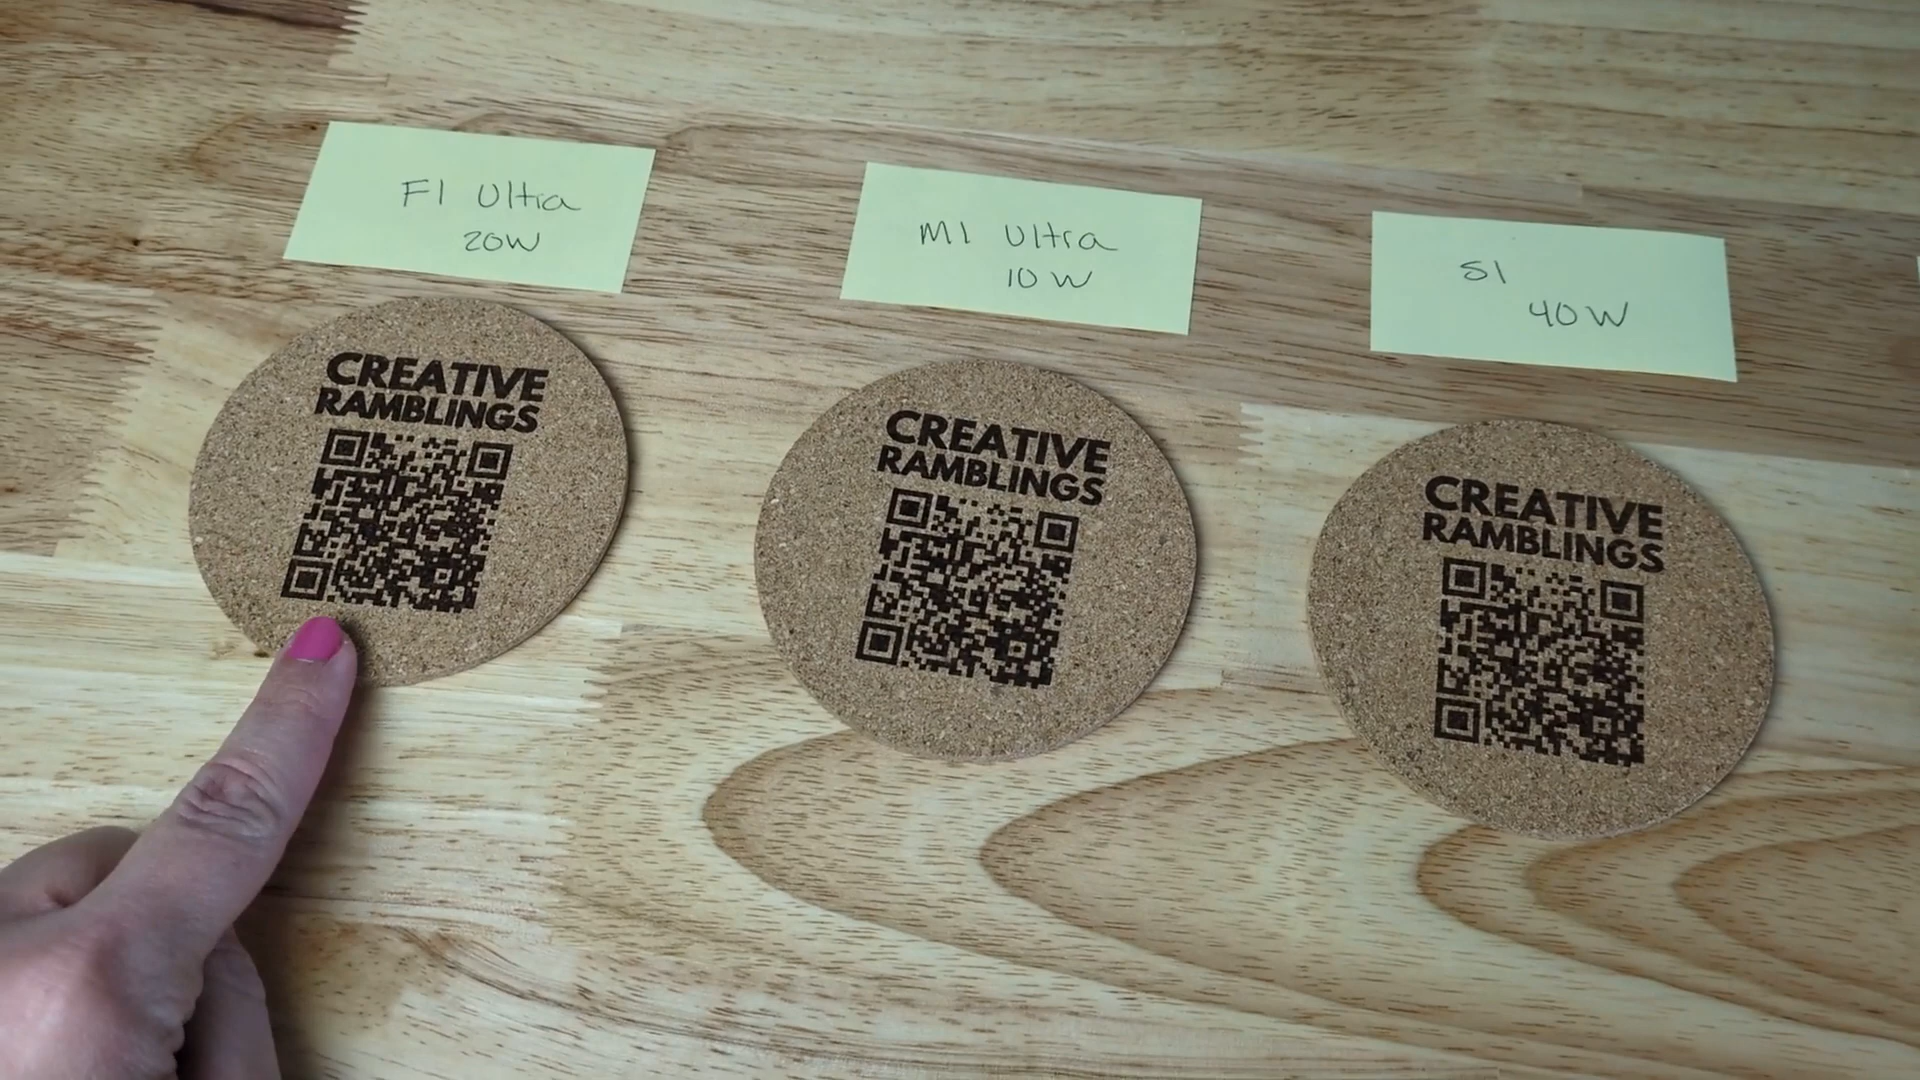 F1 Ultra
20W
M1 Ultra
10W
S1
40W
CREATIVE
RAMBLINGS
CREATIVE
RAMBLINGS
CREATIVE
RAMBLINGS